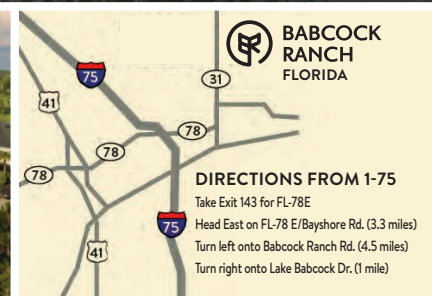 BABCOCK
RANCH
FLORIDA
75
31
41
78
78
78
75
41
DIRECTIONS FROM 1-75
Take Exit 143 for FL-78E
Head East on FL-78 E/Bayshore Rd. (3.3 miles)
Turn left onto Babcock Ranch Rd. (4.5 miles)
Turn right onto Lake Babcock Dr. (1 mile)